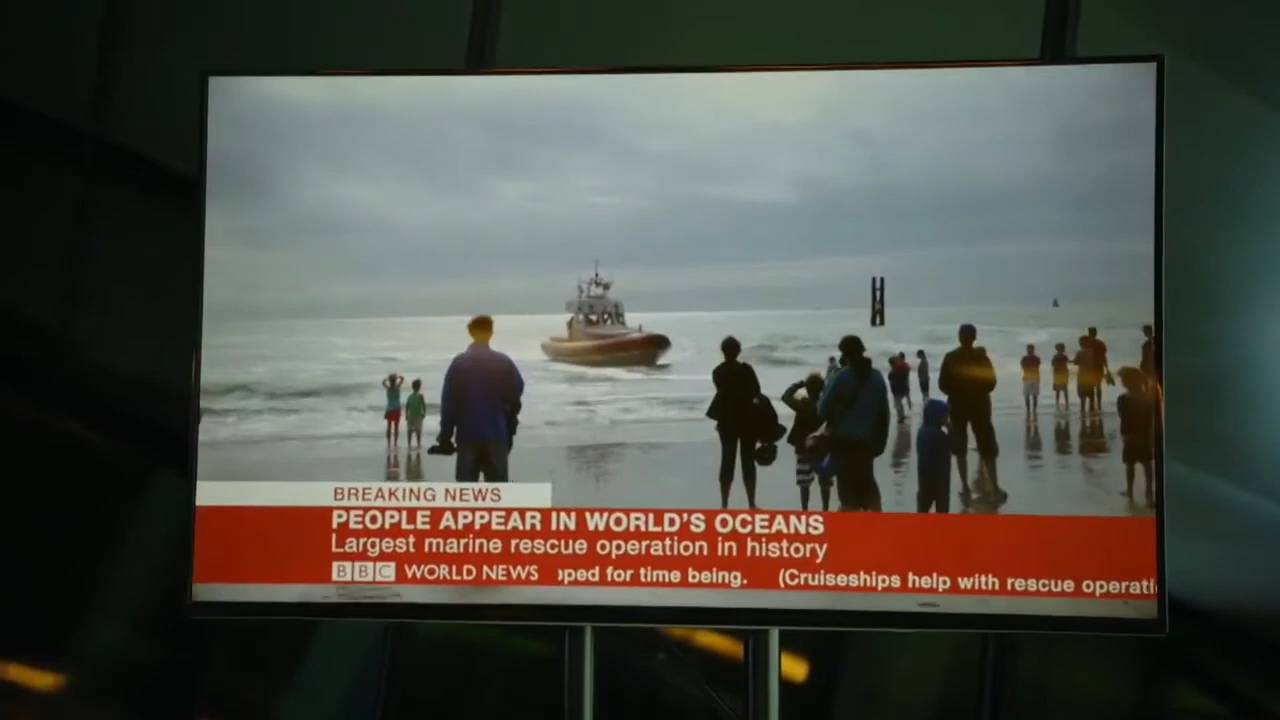 BREAKING NEWS
PEOPLE APPEAR IN WORLD'S OCEANS
Largest marine rescue operation in history
BBC WORLD NEWS for time being. (Cruiseships help with rescue